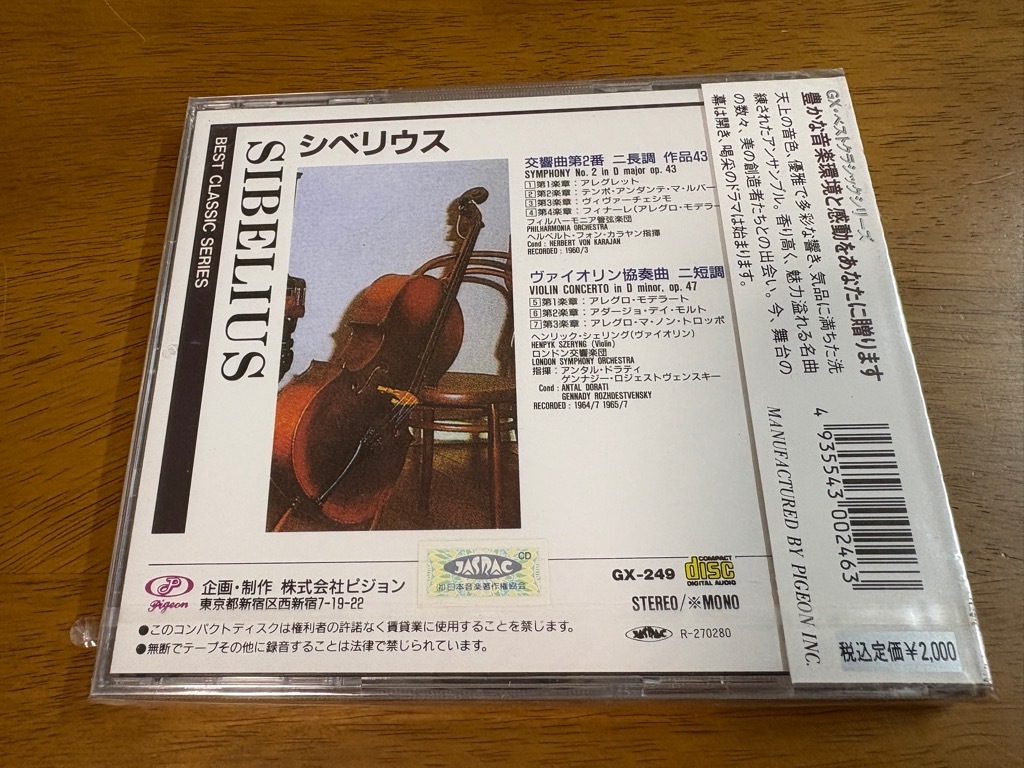 BEST CLASSIC SERIES
SIBELIUS
シベリウス
交響曲第2番 ニ長調 作品43
SYMPHONY No. 2 in D major op. 43
1 第1楽章：アレグレット
2 第2楽章：テンポ・アンダンテ・マ・ルバー
3 第3楽章：ヴィヴァーチェシモ
4 第4楽章：フィナーレ(アレグロ・モデラー
フィルハーモニア管弦楽団
PHILHARMONIA ORCHESTRA
ヘルベルト・フォン・カラヤン指揮
Cond : HERBERT VON KARAJAN
RECORDED : 1960/3
ヴァイオリン協奏曲 ニ短調
VIOLIN CONCERTO in D minor. op. 47
5 第1楽章：アレグロ・モデラート
6 第2楽章：アダージョ・デイ・モルト
7 第3楽章：アレグロ・マ・ノン・トロッポ
ヘンリック・シェリング(ヴァイオリン)
HENPYK SZERYNG (Violin)
ロンドン交響楽団
LONDON SYMPHONY ORCHESTRA
指揮：アンタル・ドラティ
ゲンナジー・ロジェストヴェンスキー
Cond : ANTAL DORATI
GENNADY ROZHDESTVENSKY
RECORDED : 1964/7 1965/7
GX・ベストクラシックシリーズ
豊かな音楽環境と感動をあなたに贈ります
天上の音色、優雅で多彩な響き、気品に満ちた洗
練されたアンサンブル。香り高く、魅力溢れる名曲
の数々、美の創造者たちとの出会い。今、舞台の
幕は開き、喝采のドラマは始まります。
MANUFACTURED BY PIGEON INC.
4 935543 002463
税込定価¥2,000
P
Pigeon
企画・制作 株式会社ピジョン
東京都新宿区西新宿7-19-22
JASRAC
CD
社団法人日本音楽著作権協会
GX-249
COMPACT
disc
DIGITAL AUDIO
STEREO/※MONO
JASRAC
R-270280
●このコンパクトディスクは権利者の許諾なく賃貸業に使用することを禁じます。
●無断でテープその他に録音することは法律で禁じられています。